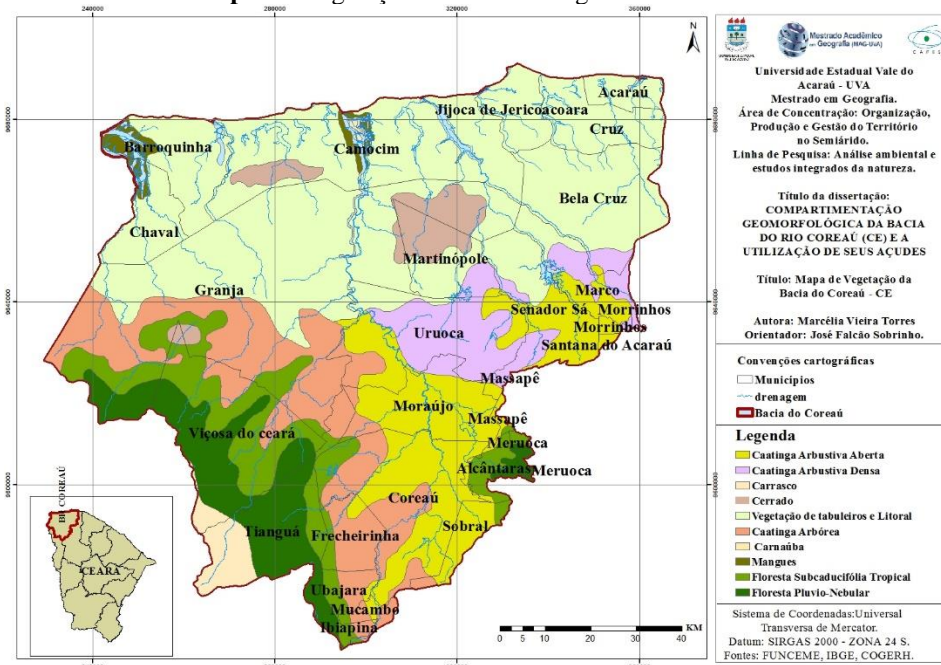 240000 280000 320000 360000
N
Acaraú
Jijoca de Jericoacoara
Cruz
Barroquinha
Camocim
Bela Cruz
Chaval
Martinópole
Granja
Marco
Senador Sá
Morrinhos
Uruoca
Morrinhos
Santana do Acaraú
Massapê
Moraújo
Massapê
Viçosa do ceará
Meruoca
Alcântaras
Meruoca
Coreaú
Tianguá
Frecheirinha
Sobral
Ubajara
Mucambo
Ibiapina
CEARA
KM
0 5 10 20 30 40
240000 280000 320000 360000
Mestrado Acadêmico
em Geografia (MAG-UVA)
CAPES
Universidade Estadual Vale do
Acaraú - UVA
Mestrado em Geografia.
Área de Concentração: Organização,
Produção e Gestão do Território
no Semiárido.
Linha de Pesquisa: Análise ambiental e
estudos integrados da natureza.
Título da dissertação:
COMPARTIMENTAÇÃO
GEOMORFOLÓGICA DA BACIA
DO RIO COREAÚ (CE) E A
UTILIZAÇÃO DE SEUS AÇUDES
Título: Mapa de Vegetação da
Bacia do Coreaú - CE
Autora: Marcélia Vieira Torres
Orientador: José Falcão Sobrinho.
Convenções cartográficas
Municípios
drenagem
Bacia do Coreaú
Legenda
Caatinga Arbustiva Aberta
Caatinga Arbustiva Densa
Carrasco
Cerrado
Vegetação de tabuleiros e Litoral
Caatinga Arbórea
Carnaúba
Mangues
Floresta Subcaducifólia Tropical
Floresta Pluvio-Nebular
Sistema de Coordenadas:Universal
Transversa de Mercator.
Datum: SIRGAS 2000 - ZONA 24 S.
Fontes: FUNCEME, IBGE, COGERH.